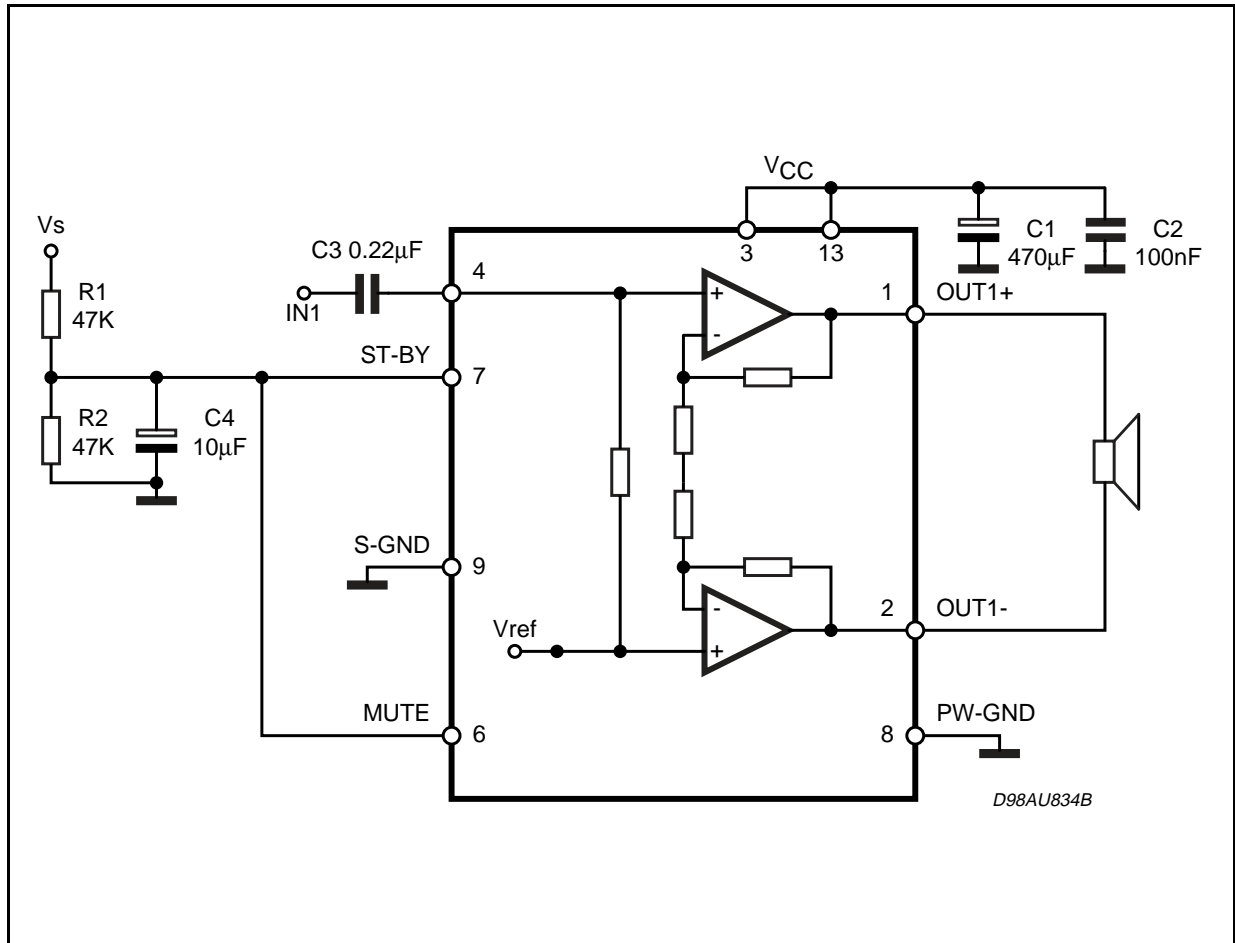 VCC
Vs
C3 0.22µF
IN1
4
3
13
C1
470µF
C2
100nF
R1
47K
ST-BY
7
1
OUT1+
+
-
R2
47K
C4
10µF
S-GND
9
-
+
Vref
2
OUT1-
MUTE
6
8
PW-GND
D98AU834B